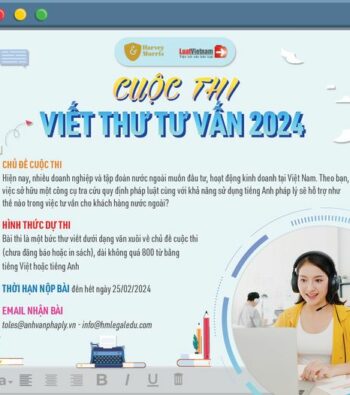 Harvey
Morris
LuatVietnam
CUỘC THI
VIẾT THƯ TƯ VẤN 2024
CHỦ ĐỀ CUỘC THI
Hiện nay, nhiều doanh nghiệp và tập đoàn nước ngoài muốn đầu tư, hoạt động kinh doanh tại Việt Nam. Theo bạn,
việc sở hữu một công cụ tra cứu quy định pháp luật cùng với khả năng sử dụng tiếng Anh pháp lý sẽ hỗ trợ như
thế nào trong việc tư vấn cho khách hàng nước ngoài?
HÌNH THỨC DỰ THI
Bài thi là một bức thư viết dưới dạng văn xuôi về chủ đề cuộc thi
(chưa đăng báo hoặc in sách), dài không quá 800 từ bằng
tiếng Việt hoặc tiếng Anh
THỜI HẠN NỘP BÀI đến hết ngày 25/02/2024
EMAIL NHẬN BÀI
toles@anhvanphaply.vn - info@hmlegaledu.com
a
B I U